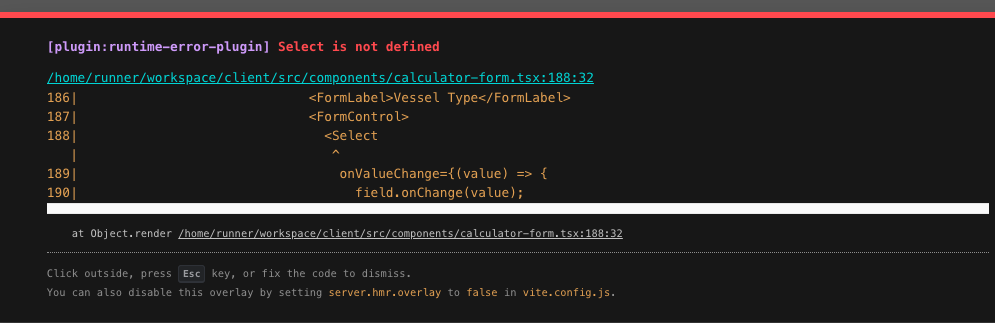 [plugin:runtime-error-plugin] Select is not defined
/home/runner/workspace/client/src/components/calculator-form.tsx:188:32
186|                              <FormLabel>Vessel Type</FormLabel>
187|                              <FormControl>
188|                                <Select
   |                                 ^
189|                                  onValueChange={(value) => {
190|                                    field.onChange(value);
at Object.render /home/runner/workspace/client/src/components/calculator-form.tsx:188:32
Click outside, press Esc key, or fix the code to dismiss.
You can also disable this overlay by setting server.hmr.overlay to false in vite.config.js.